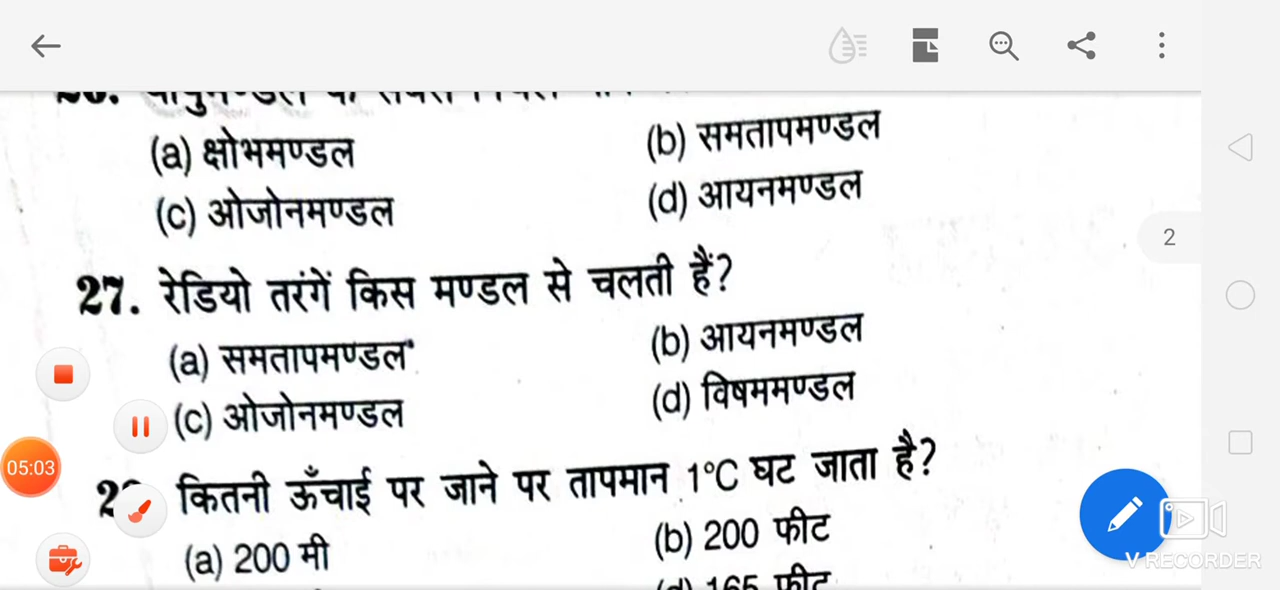 (a) क्षोभमण्डल (b) समतापमण्डल
(c) ओजोनमण्डल (d) आयनमण्डल
2
27. रेडियो तरंगें किस मण्डल से चलती हैं?
(a) समतापमण्डल (b) आयनमण्डल
(c) ओजोनमण्डल (d) विषममण्डल
05:03
कितनी ऊँचाई पर जाने पर तापमान 1°C घट जाता है?
(a) 200 मी (b) 200 फीट
(d) 165 फीट
V RECORDER